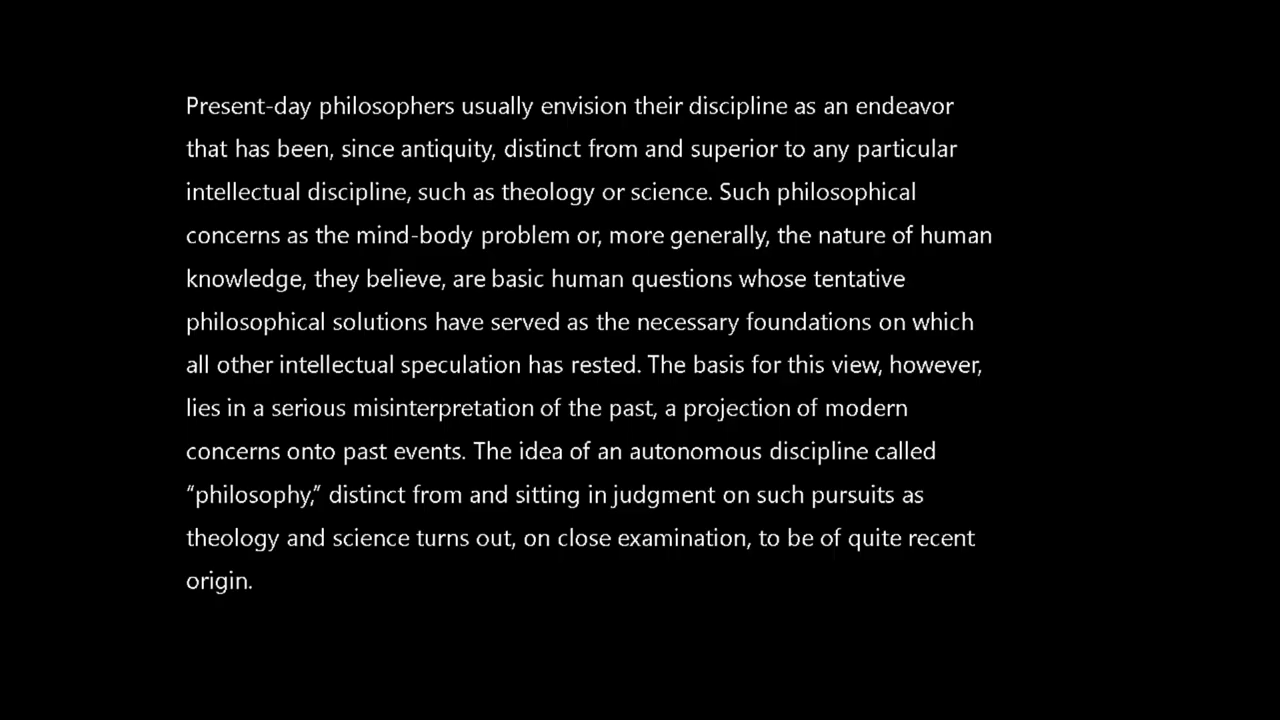 Present-day philosophers usually envision their discipline as an endeavor
that has been, since antiquity, distinct from and superior to any particular
intellectual discipline, such as theology or science. Such philosophical
concerns as the mind-body problem or, more generally, the nature of human
knowledge, they believe, are basic human questions whose tentative
philosophical solutions have served as the necessary foundations on which
all other intellectual speculation has rested. The basis for this view, however,
lies in a serious misinterpretation of the past, a projection of modern
concerns onto past events. The idea of an autonomous discipline called
“philosophy,” distinct from and sitting in judgment on such pursuits as
theology and science turns out, on close examination, to be of quite recent
origin.